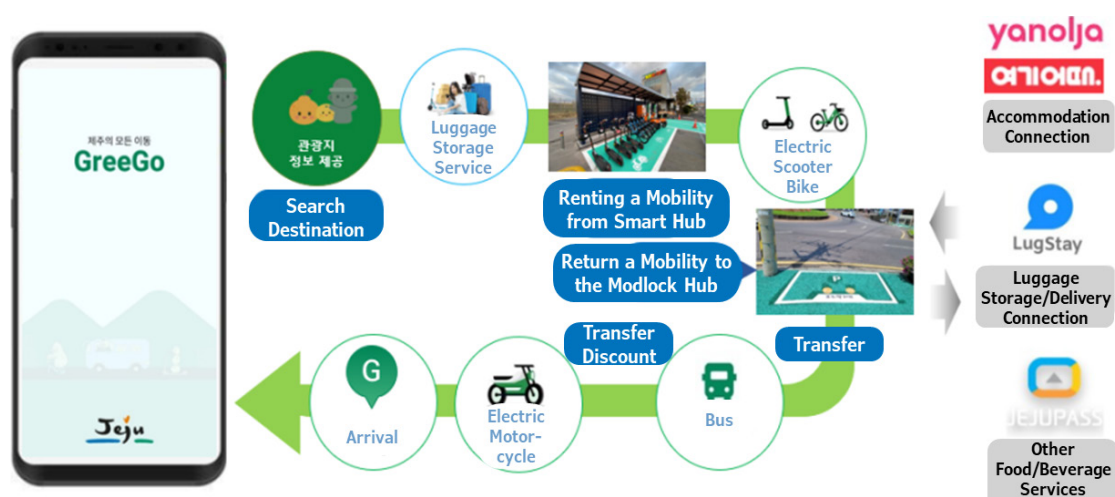 제주의 모든 이동
GreeGo
Jeju
관광지
정보 제공
Search
Destination
Luggage
Storage
Service
Renting a Mobility
from Smart Hub
Electric
Scooter
Bike
Return a Mobility to
the Modlock Hub
Transfer
Transfer
Discount
Bus
Electric
Motor-
cycle
G
Arrival
yanolja
여기어때.
Accommodation
Connection
LugStay
Luggage
Storage/Delivery
Connection
JEJUPASS
Other
Food/Beverage
Services